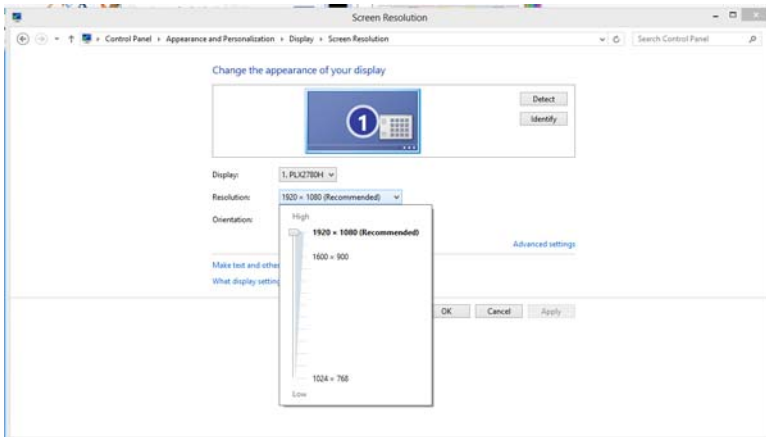 Screen Resolution
Control Panel › Appearance and Personalization › Display › Screen Resolution
Search Control Panel
Change the appearance of your display
1
Detect
Identify
Display: 1. PLX2780H
Resolution: 1920 × 1080 (Recommended)
Orientation:
High
1920 × 1080 (Recommended)
1600 × 900
Advanced settings
Make text and othe
What display setting
OK Cancel Apply
1024 × 768
Low